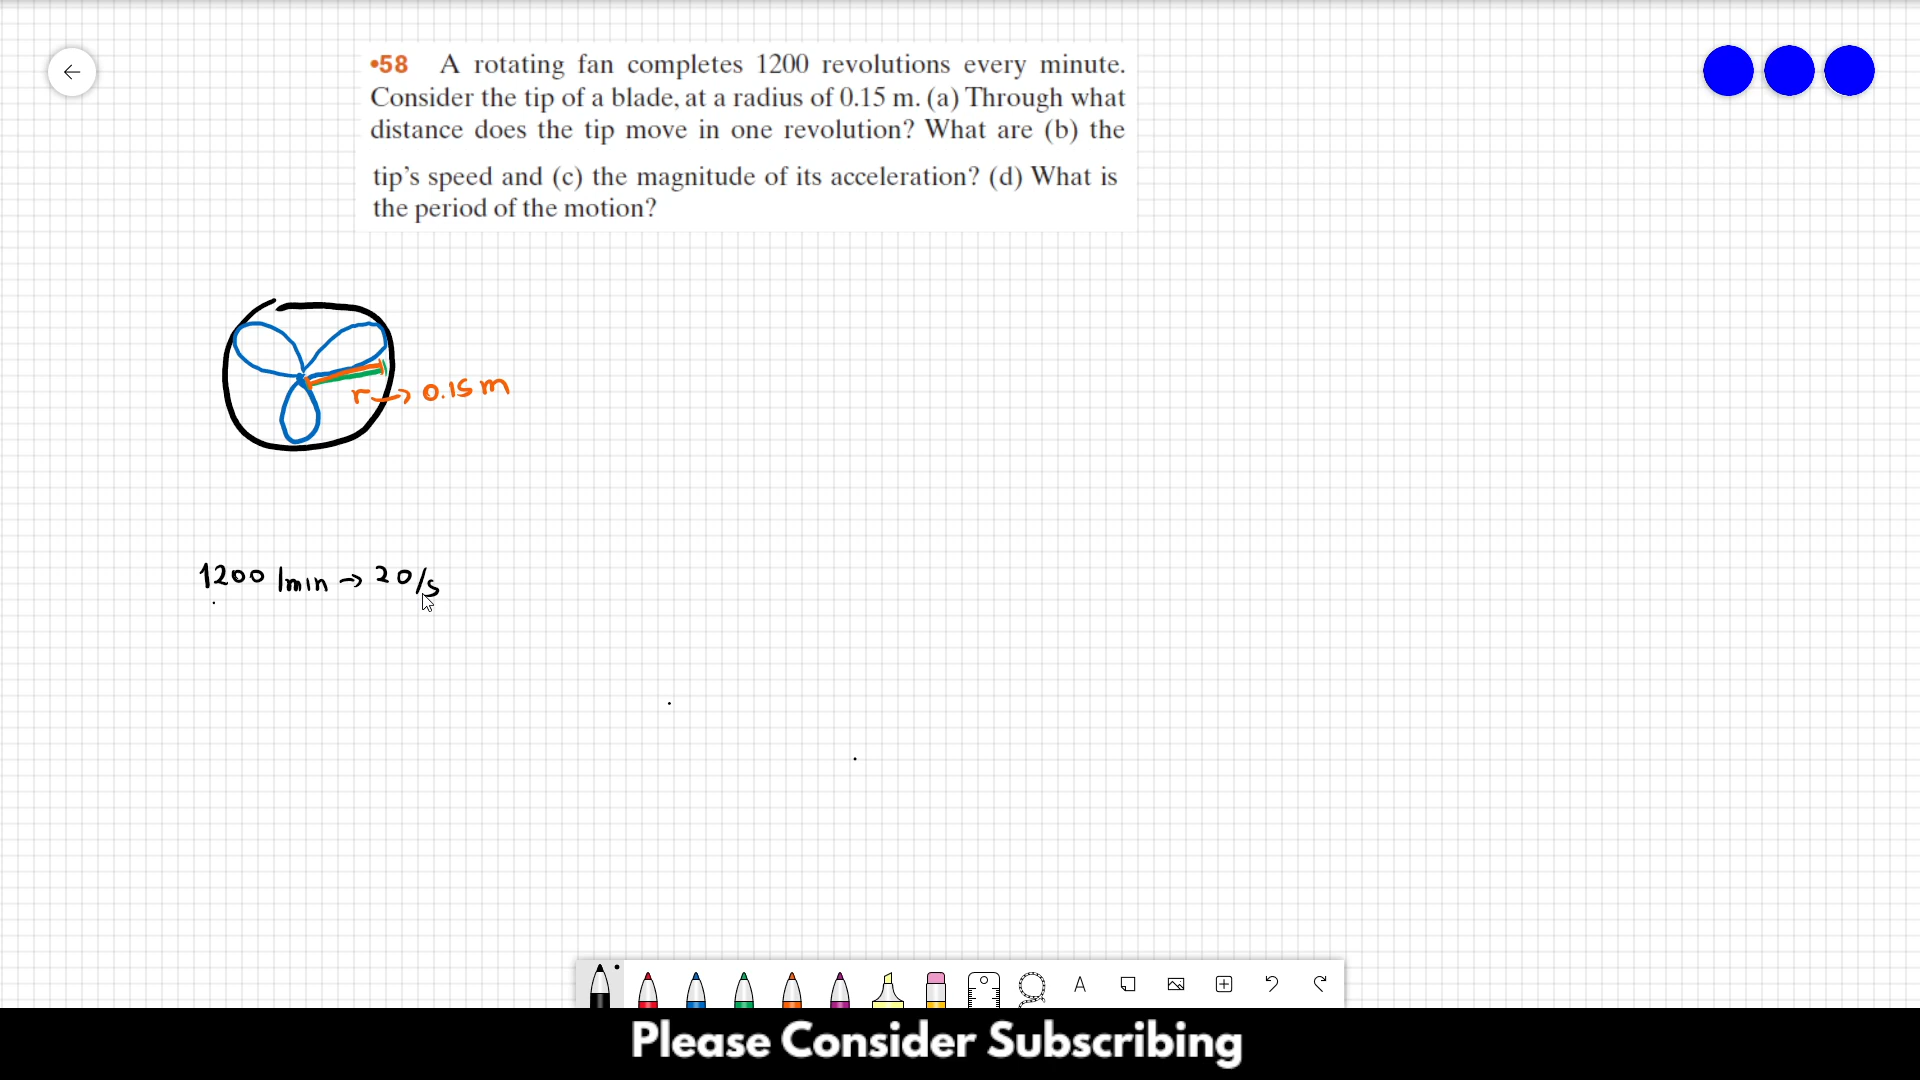 •58 A rotating fan completes 1200 revolutions every minute.
Consider the tip of a blade, at a radius of 0.15 m. (a) Through what
distance does the tip move in one revolution? What are (b) the
tip’s speed and (c) the magnitude of its acceleration? (d) What is
the period of the motion?
r → 0.15 m
1200 /min → 20/s
A
Please Consider Subscribing